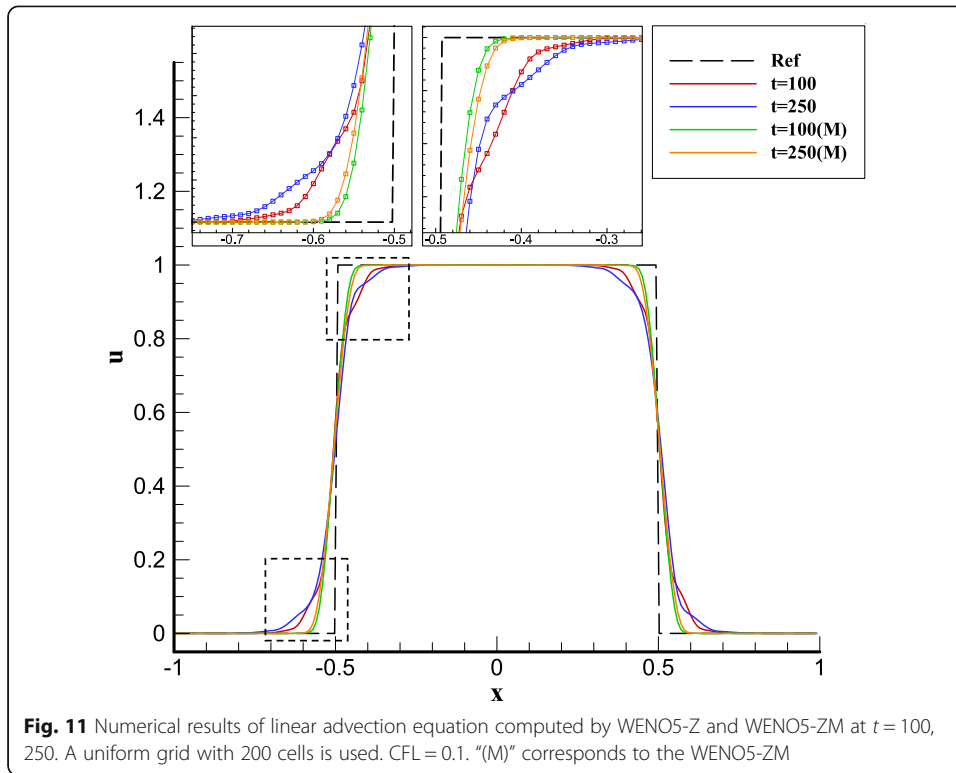 Ref
t=100
t=250
t=100(M)
t=250(M)
1.4
1.2
1
0.8
0.6
0.4
0.2
0
u
-0.7 -0.6 -0.5
-0.5 -0.4 -0.3
-1 -0.5 0 0.5 1
x
Fig. 11 Numerical results of linear advection equation computed by WENO5-Z and WENO5-ZM at t = 100,
250. A uniform grid with 200 cells is used. CFL = 0.1. “(M)” corresponds to the WENO5-ZM